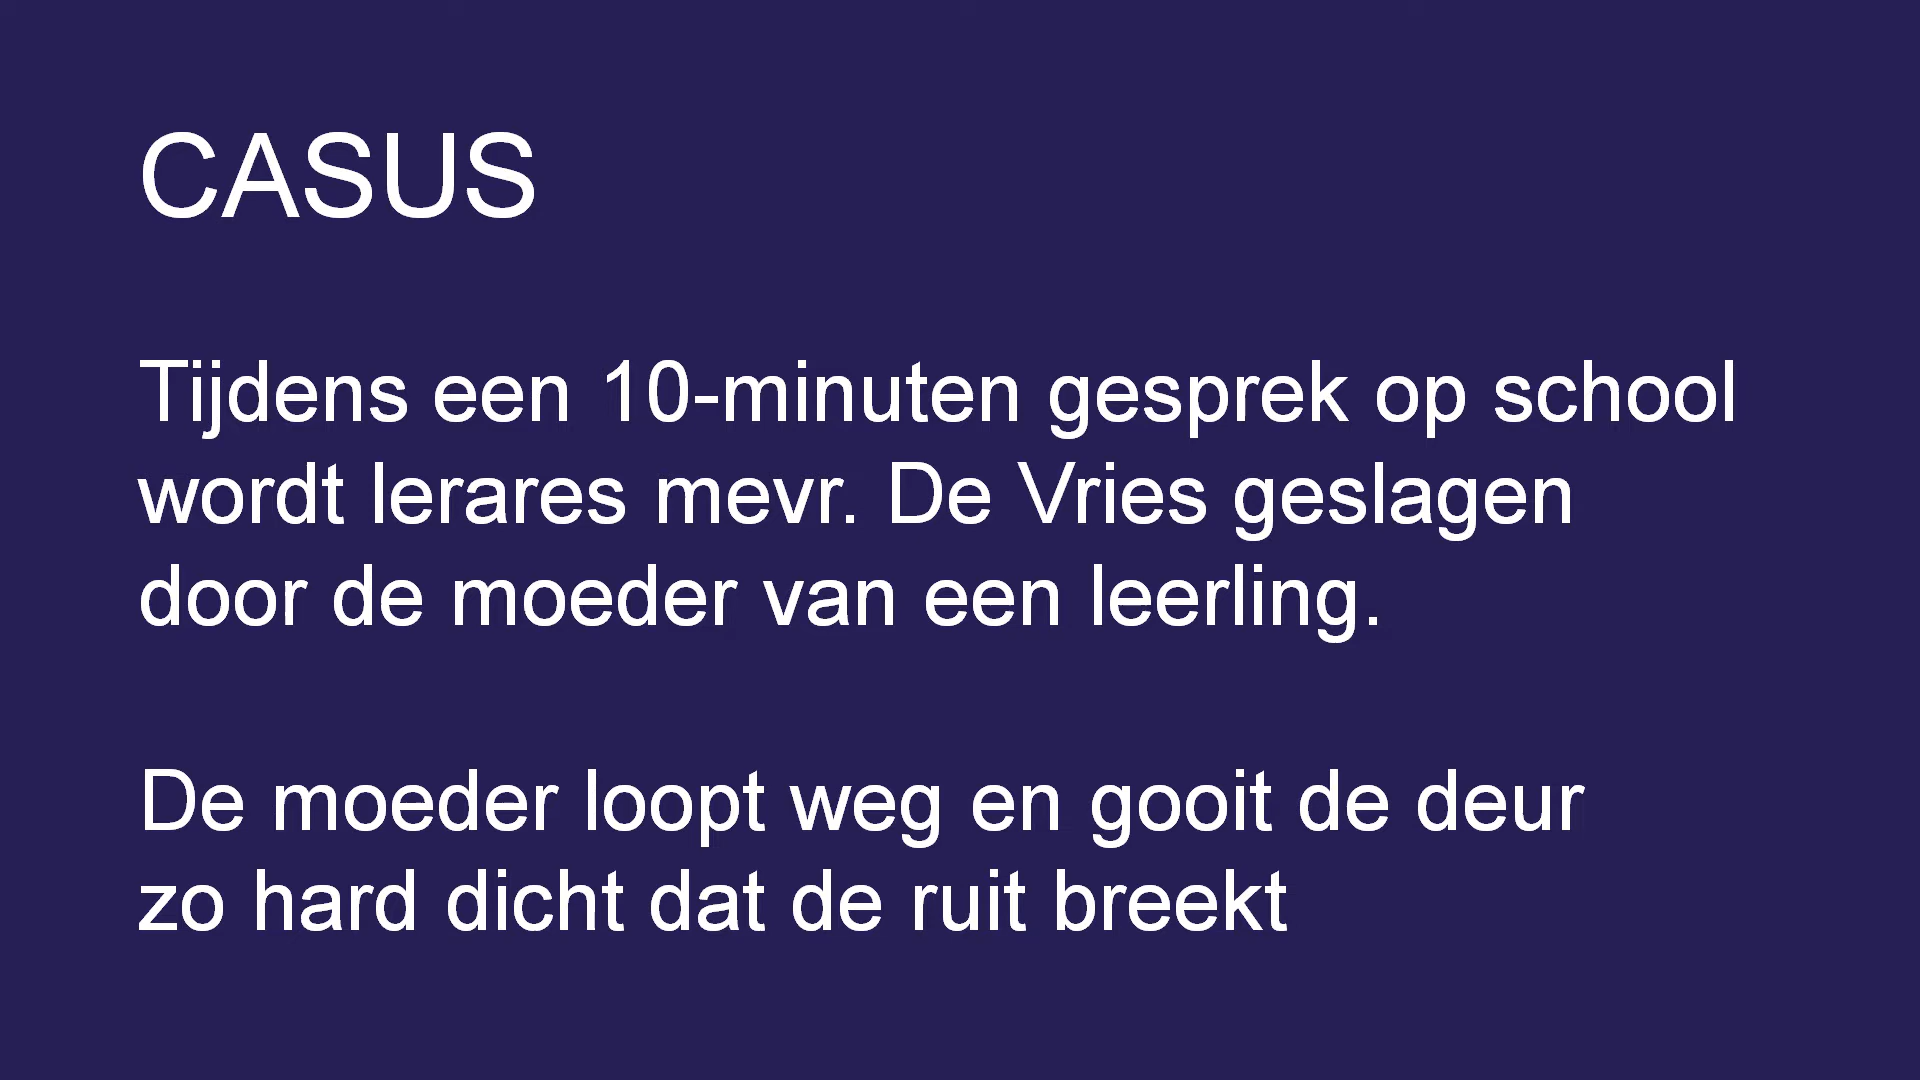 CASUS
Tijdens een 10-minuten gesprek op school
wordt lerares mevr. De Vries geslagen
door de moeder van een leerling.
De moeder loopt weg en gooit de deur
zo hard dicht dat de ruit breekt